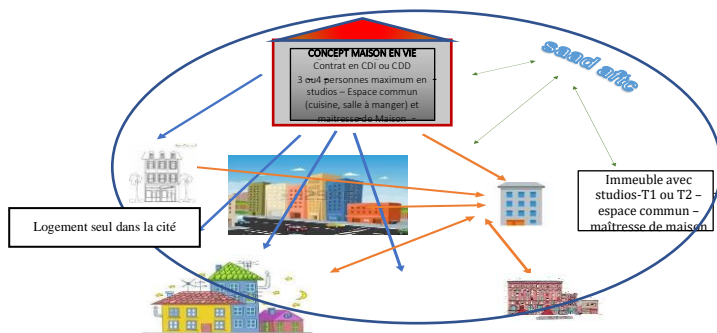 CONCEPT MAISON EN VIE
Contrat en CDI ou CDD
3 ou4 personnes maximum en
studios – Espace commun
(cuisine, salle à manger) et
maitresse de Maison
saad aftc
Immeuble avec
studios-T1 ou T2 –
espace commun –
maîtresse de maison
Logement seul dans la cité